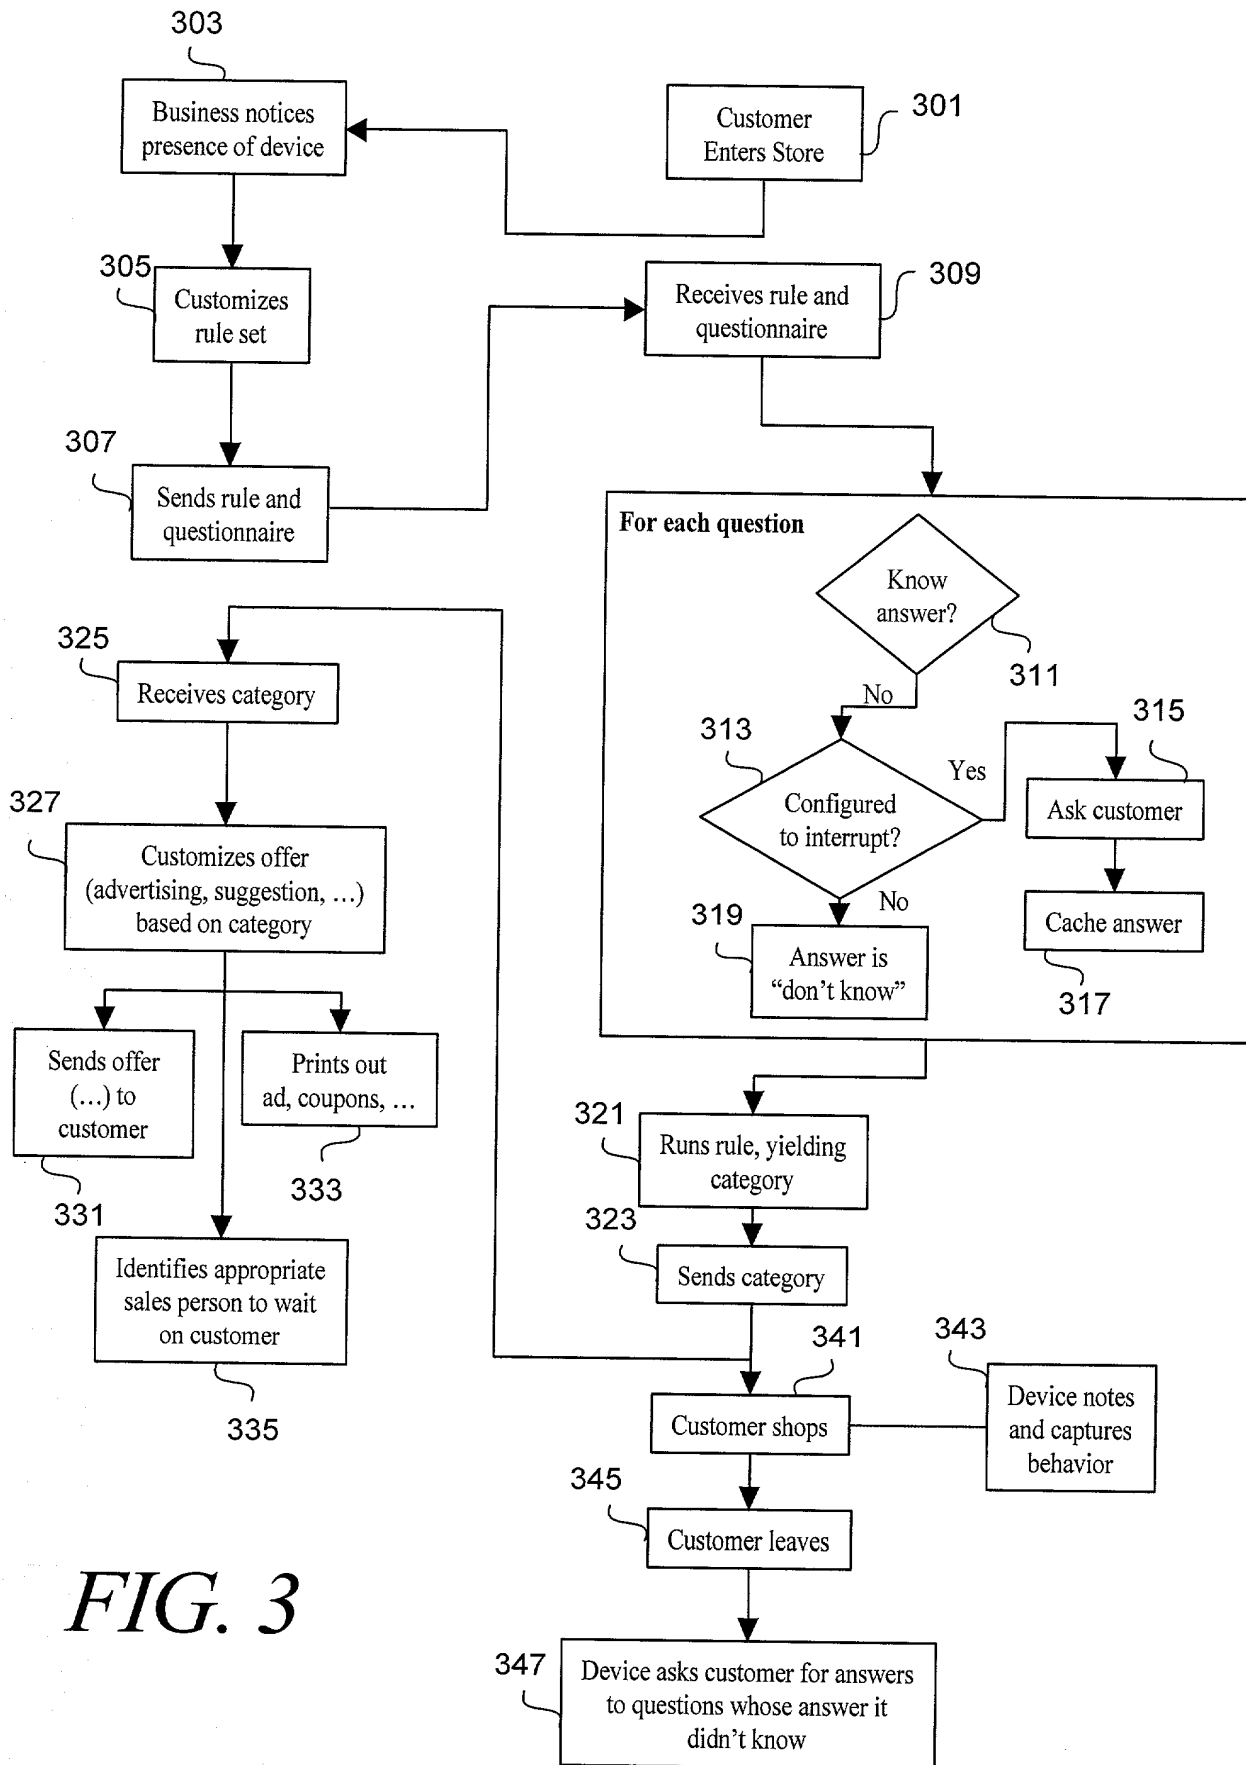 303
Business notices
presence of device
301
Customer
Enters Store
305
Customizes
rule set
309
Receives rule and
questionnaire
307
Sends rule and
questionnaire
For each question
Know
answer?
311
No
313
Configured
to interrupt?
Yes
315
Ask customer
Cache answer
317
No
319
Answer is
“don’t know”
325
Receives category
327
Customizes offer
(advertising, suggestion, …)
based on category
Sends offer
(…) to
customer
331
Prints out
ad, coupons, …
333
Identifies appropriate
sales person to wait
on customer
335
321
Runs rule, yielding
category
323
Sends category
341
Customer shops
343
Device notes
and captures
behavior
345
Customer leaves
347
Device asks customer for answers
to questions whose answer it
didn’t know
FIG. 3